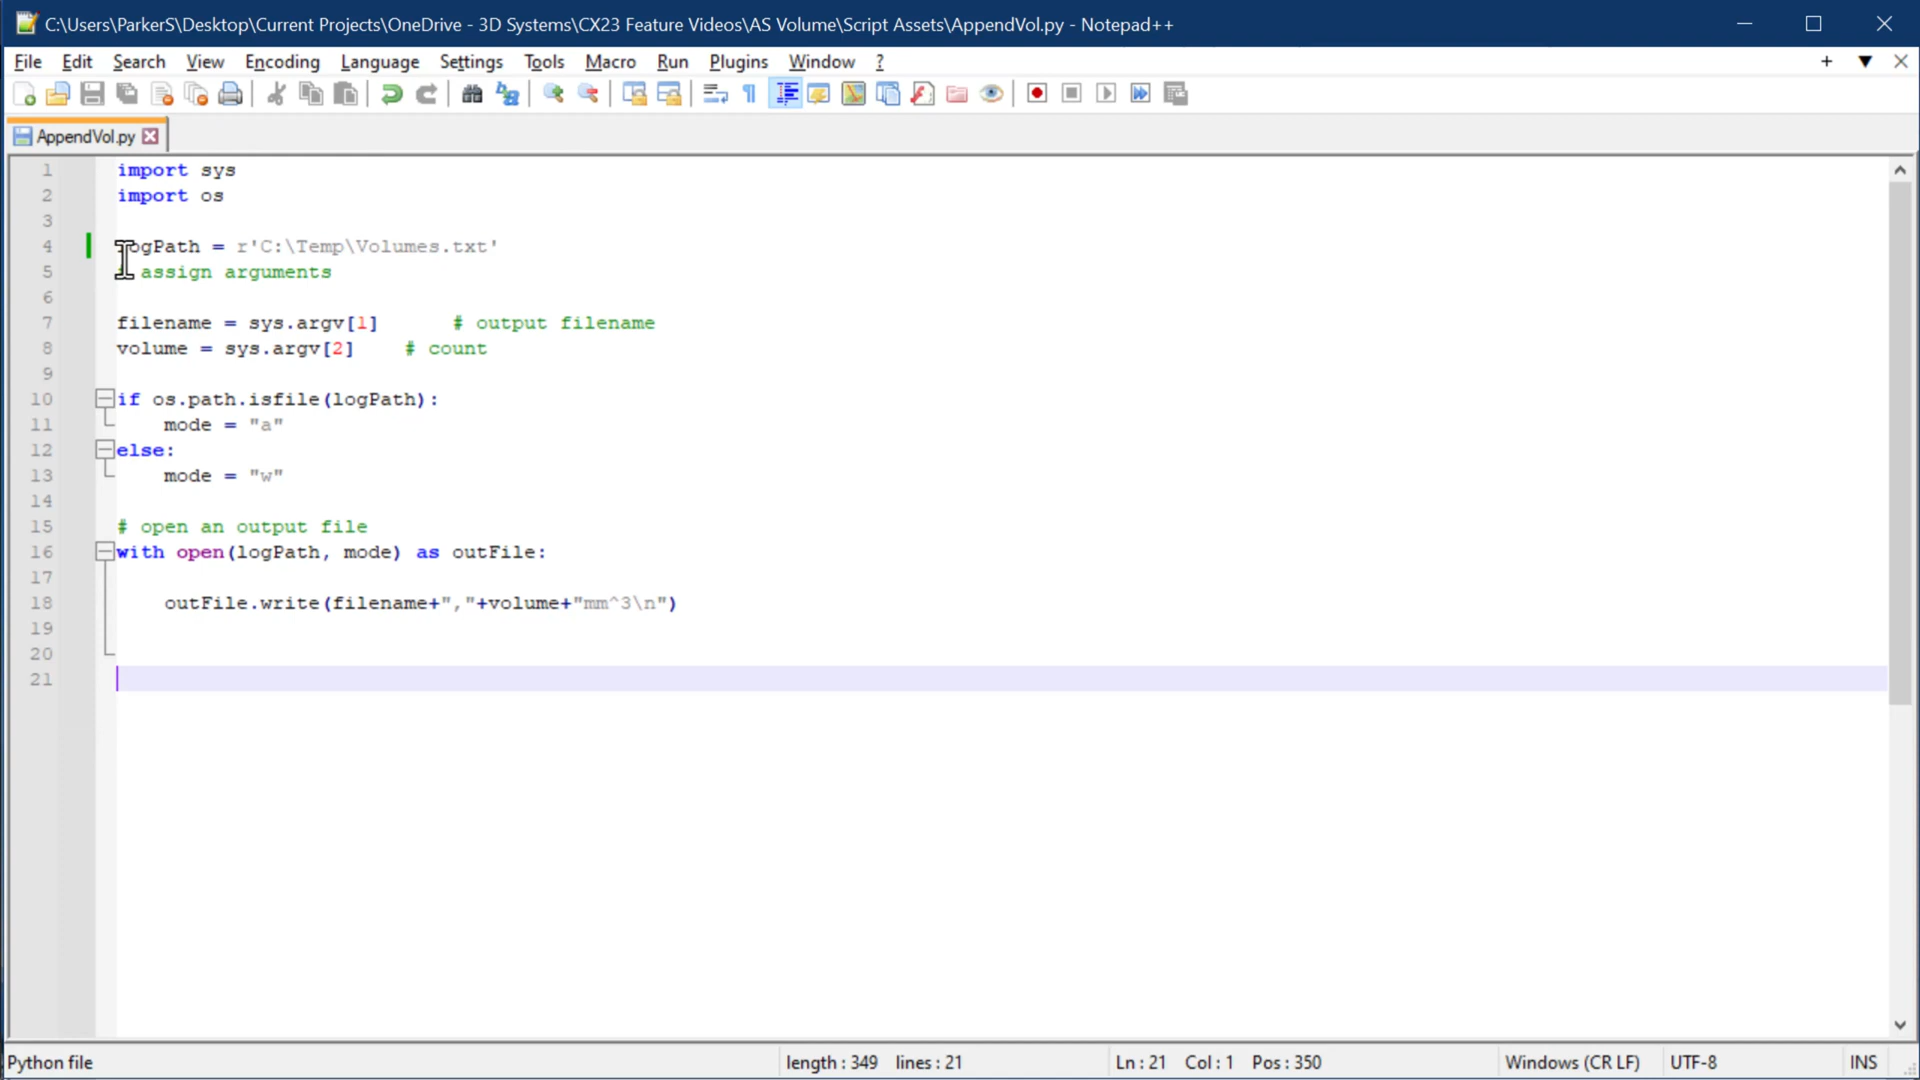 C:\Users\ParkerS\Desktop\Current Projects\OneDrive - 3D Systems\CX23 Feature Videos\AS Volume\Script Assets\AppendVol.py - Notepad++
File Edit Search View Encoding Language Settings Tools Macro Run Plugins Window ?
AppendVol.py
1 import sys
2 import os
3
4 logPath = r'C:\Temp\Volumes.txt'
5 # assign arguments
6
7 filename = sys.argv[1] # output filename
8 volume = sys.argv[2] # count
9
10 if os.path.isfile(logPath):
11 mode = "a"
12 else:
13 mode = "w"
14
15 # open an output file
16 with open(logPath, mode) as outFile:
17
18 outFile.write(filename+","+volume+"mm^3\n")
19
20
21
Python file length : 349 lines : 21 Ln : 21 Col : 1 Pos : 350 Windows (CR LF) UTF-8 INS